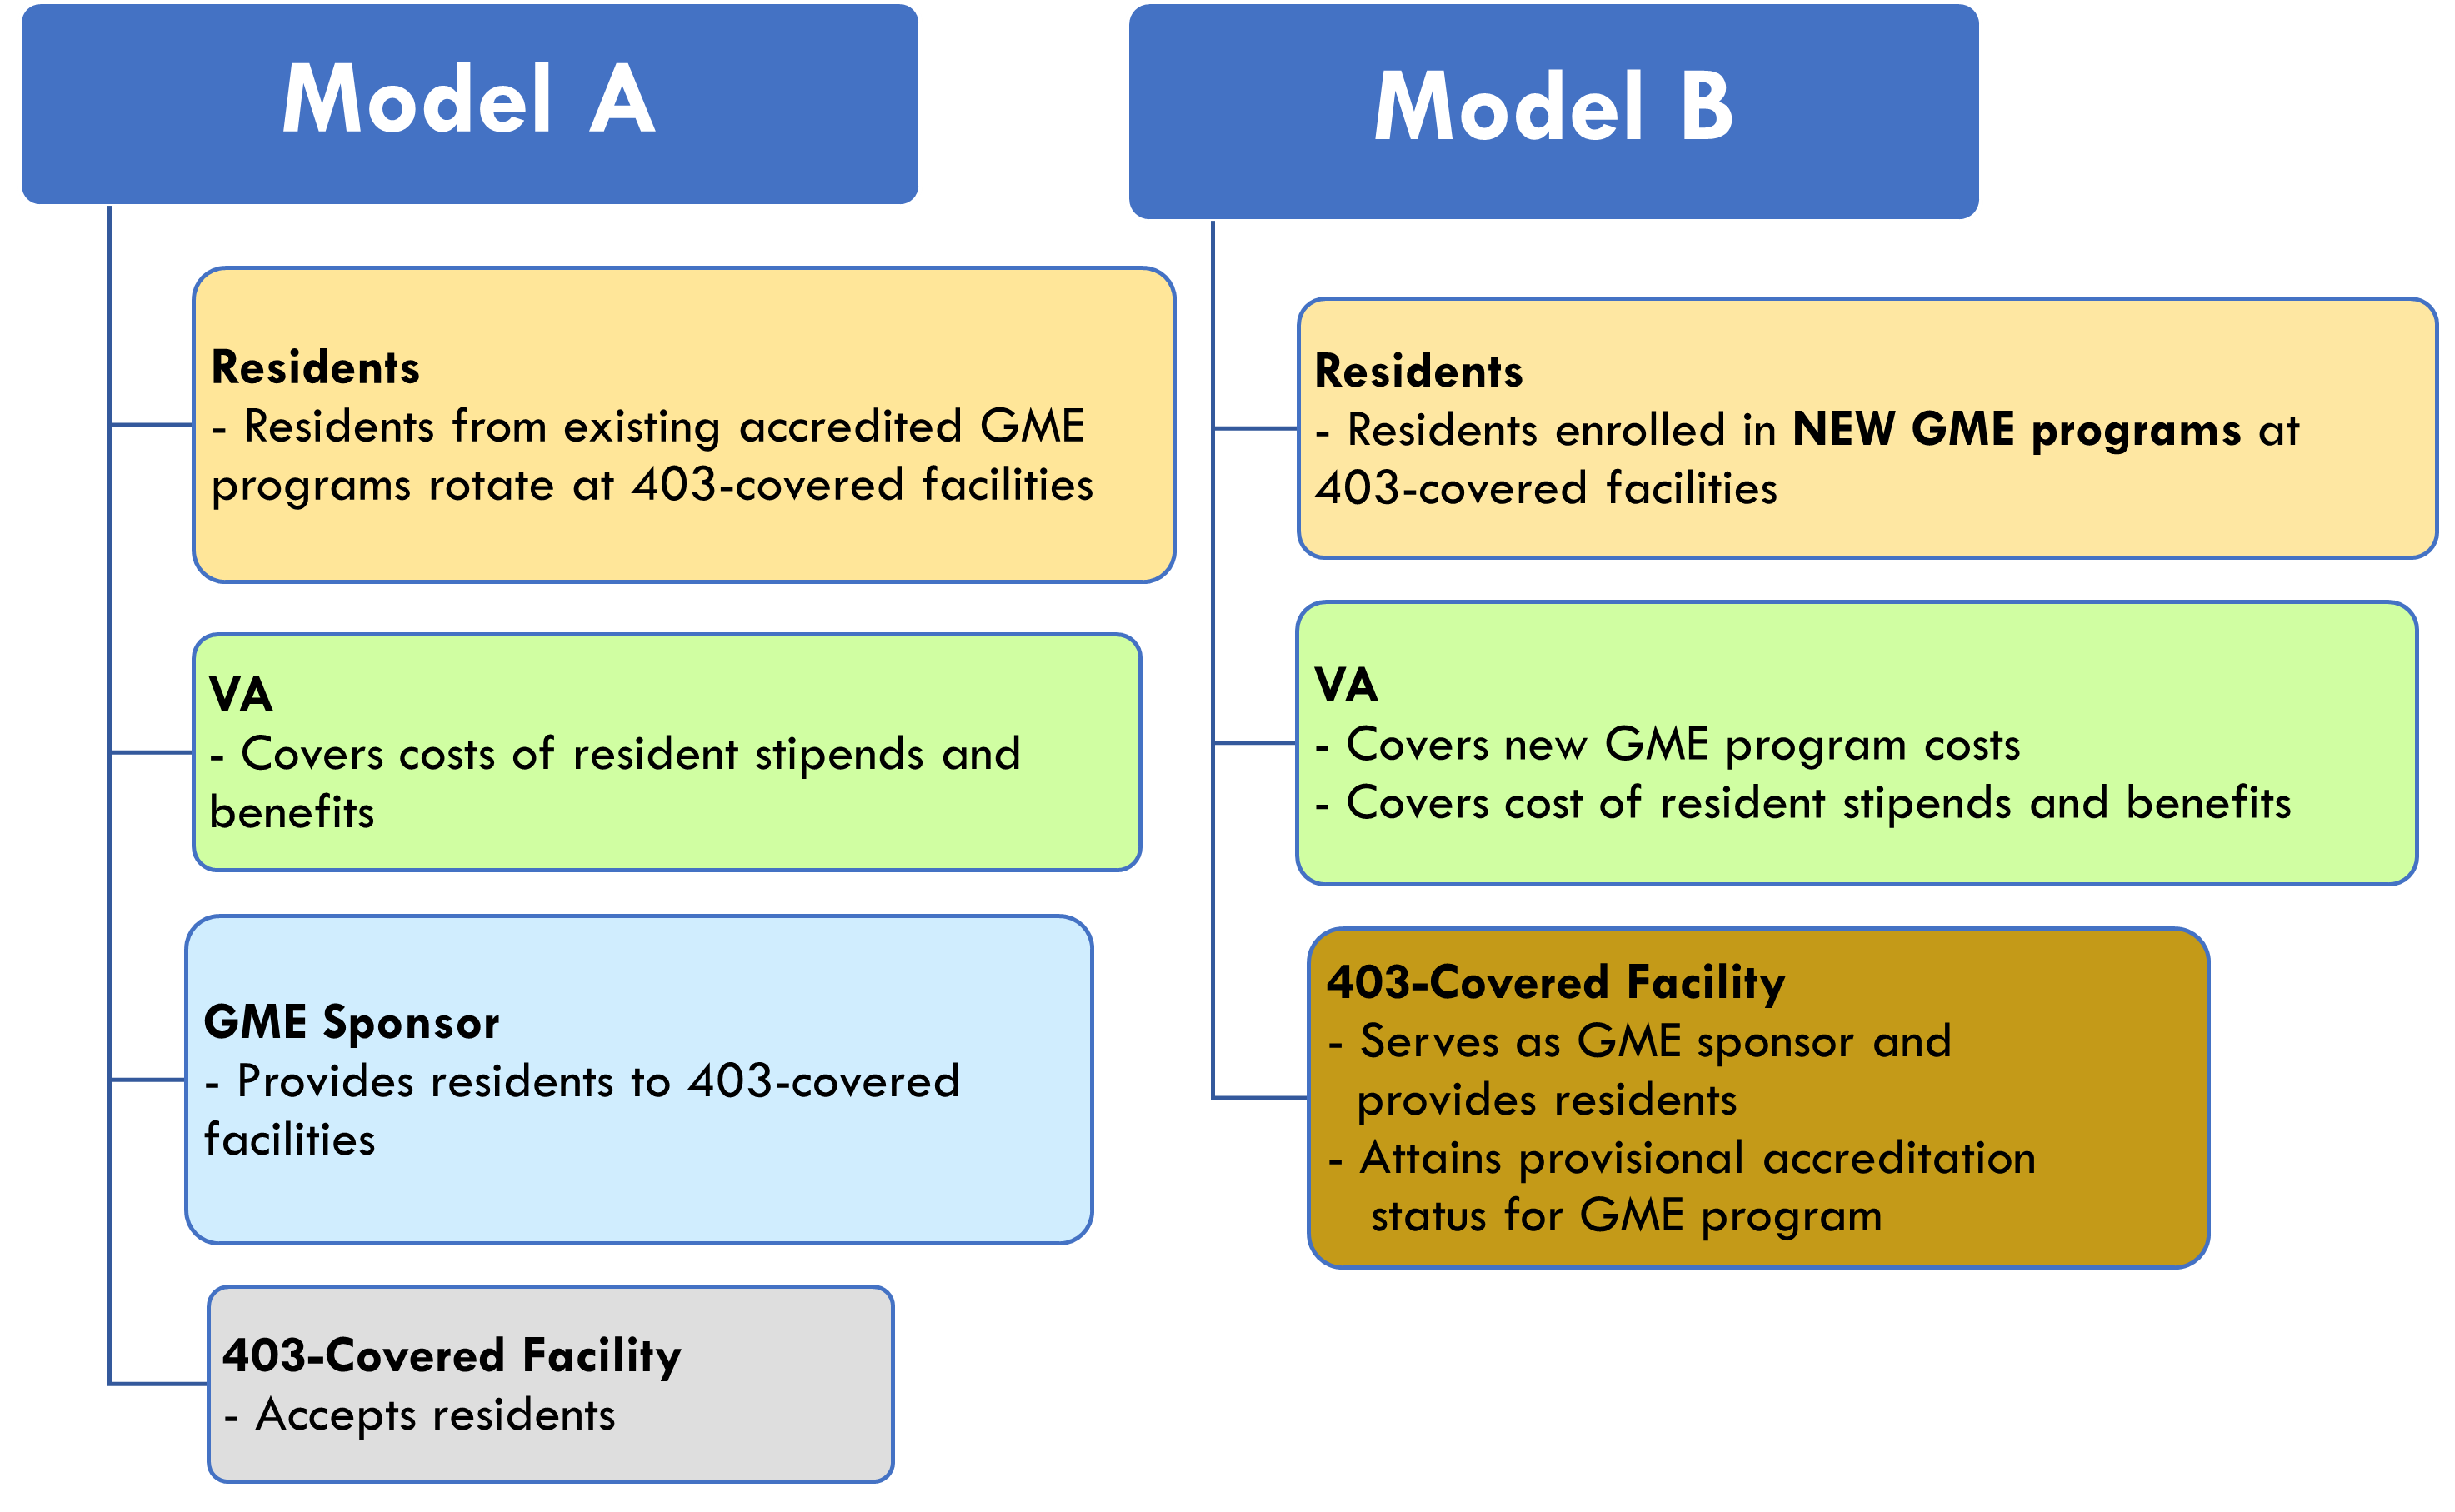 Model A
Residents
- Residents from existing accredited GME
programs rotate at 403-covered facilities
VA
- Covers costs of resident stipends and
benefits
GME Sponsor
- Provides residents to 403-covered
facilities
403-Covered Facility
- Accepts residents
Model B
Residents
- Residents enrolled in NEW GME programs at
403-covered facilities
VA
- Covers new GME program costs
- Covers cost of resident stipends and benefits
403-Covered Facility
- Serves as GME sponsor and
provides residents
- Attains provisional accreditation
status for GME program